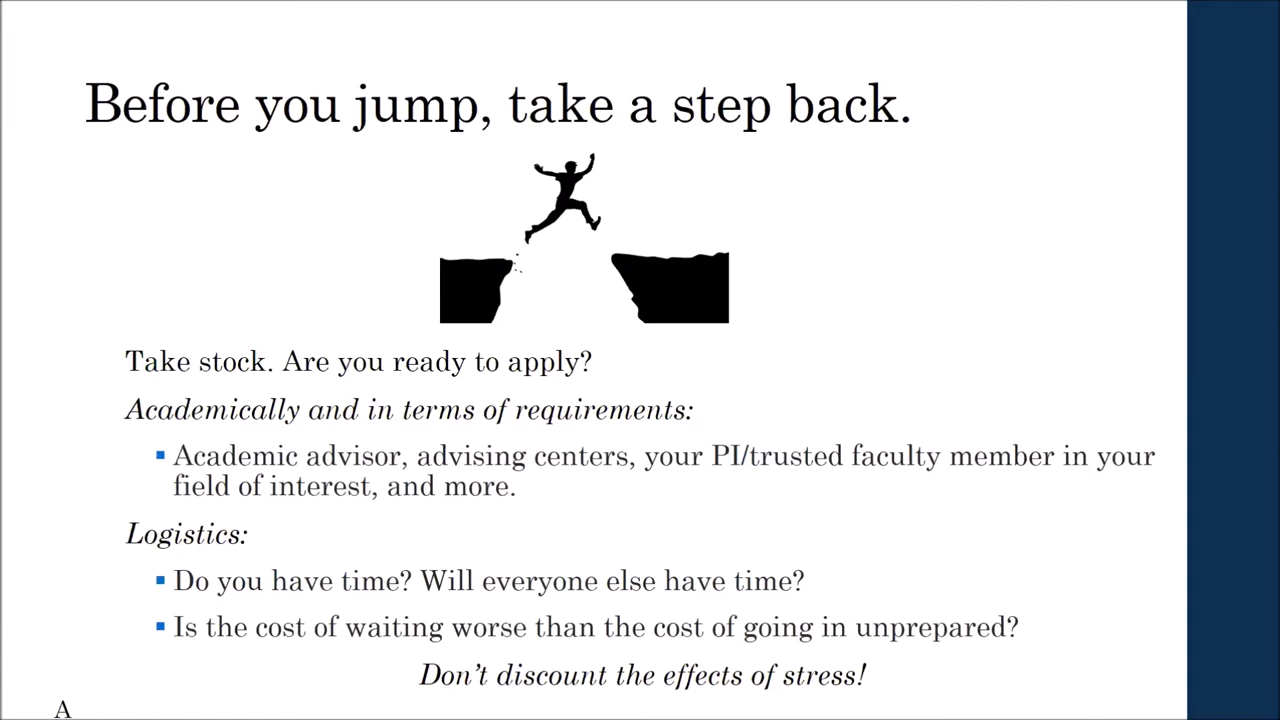 Before you jump, take a step back.
Take stock. Are you ready to apply?
Academically and in terms of requirements:
▪ Academic advisor, advising centers, your PI/trusted faculty member in your
field of interest, and more.
Logistics:
▪ Do you have time? Will everyone else have time?
▪ Is the cost of waiting worse than the cost of going in unprepared?
Don't discount the effects of stress!
A